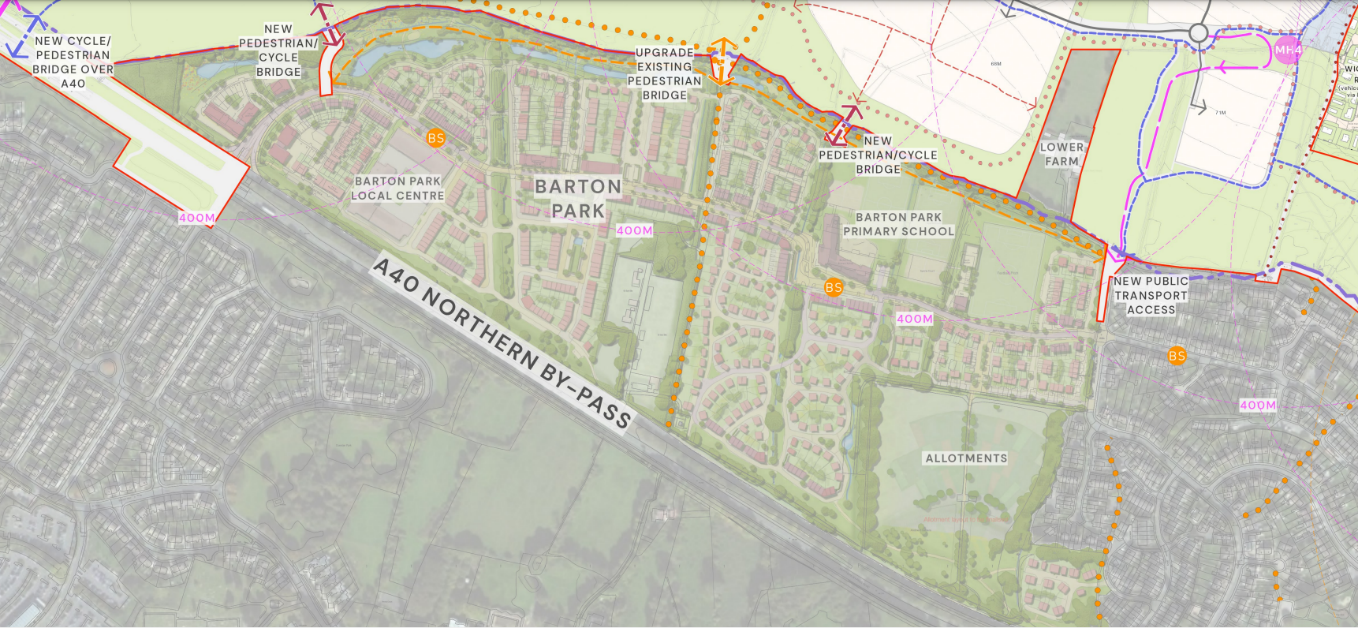 NEW CYCLE/
PEDESTRIAN
BRIDGE OVER
A40
NEW
PEDESTRIAN/
CYCLE
BRIDGE
UPGRADE
EXISTING
PEDESTRIAN
BRIDGE
NEW
PEDESTRIAN/CYCLE
BRIDGE
LOWER
FARM
MH4
BS
BARTON PARK
LOCAL CENTRE
BARTON
PARK
BARTON PARK
PRIMARY SCHOOL
400M
400M
BS
400M
NEW PUBLIC
TRANSPORT
ACCESS
BS
400M
A40 NORTHERN BY-PASS
ALLOTMENTS